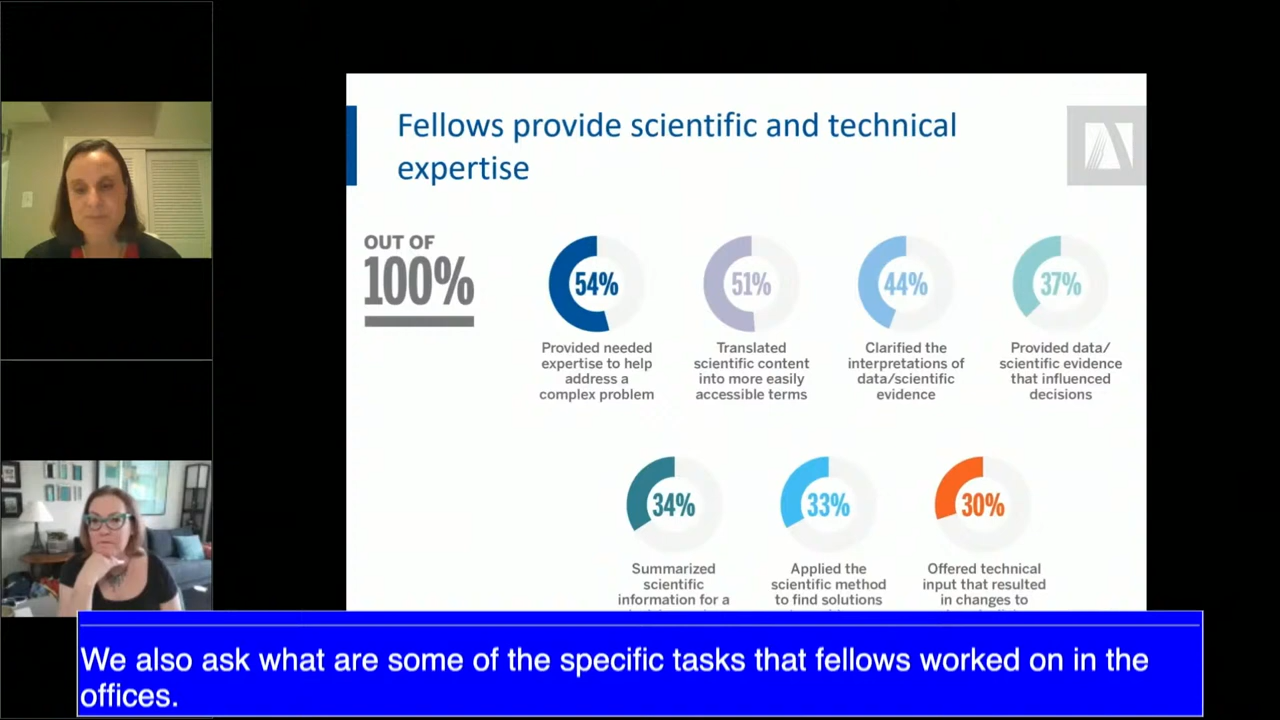 Fellows provide scientific and technical
expertise
OUT OF
100%
54%
51%
44%
37%
Provided needed
expertise to help
address a
complex problem
Translated
scientific content
into more easily
accessible terms
Clarified the
interpretations of
data/scientific
evidence
Provided data/
scientific evidence
that influenced
decisions
34%
33%
30%
Summarized
scientific
information for a
Applied the
scientific method
to find solutions
Offered technical
input that resulted
in changes to
We also ask what are some of the specific tasks that fellows worked on in the
offices.